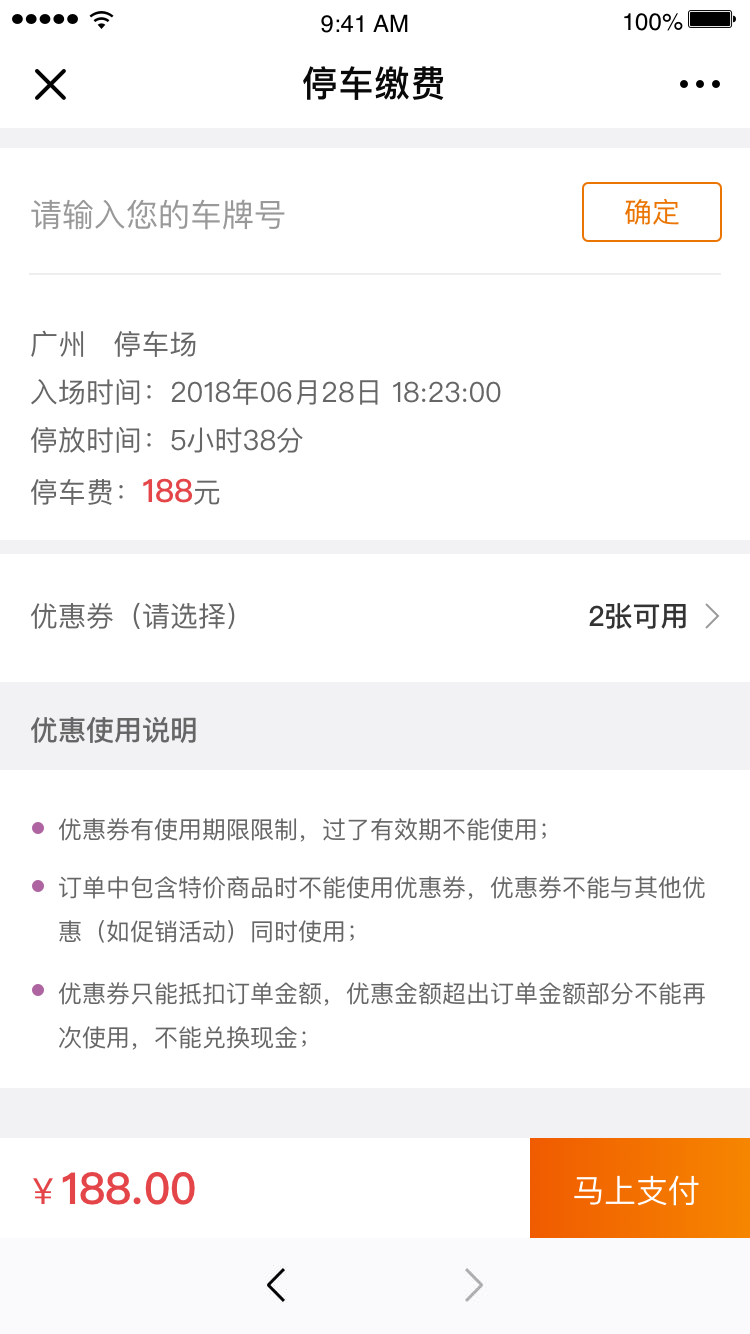 9:41 AM
100%
停车缴费
请输入您的车牌号
确定
广州　停车场
入场时间：2018年06月28日 18:23:00
停放时间：5小时38分
停车费：188元
优惠券（请选择）
2张可用
优惠使用说明
优惠券有使用期限限制，过了有效期不能使用；
订单中包含特价商品时不能使用优惠券，优惠券不能与其他优
惠（如促销活动）同时使用；
优惠券只能抵扣订单金额，优惠金额超出订单金额部分不能再
次使用，不能兑换现金；
¥188.00
马上支付